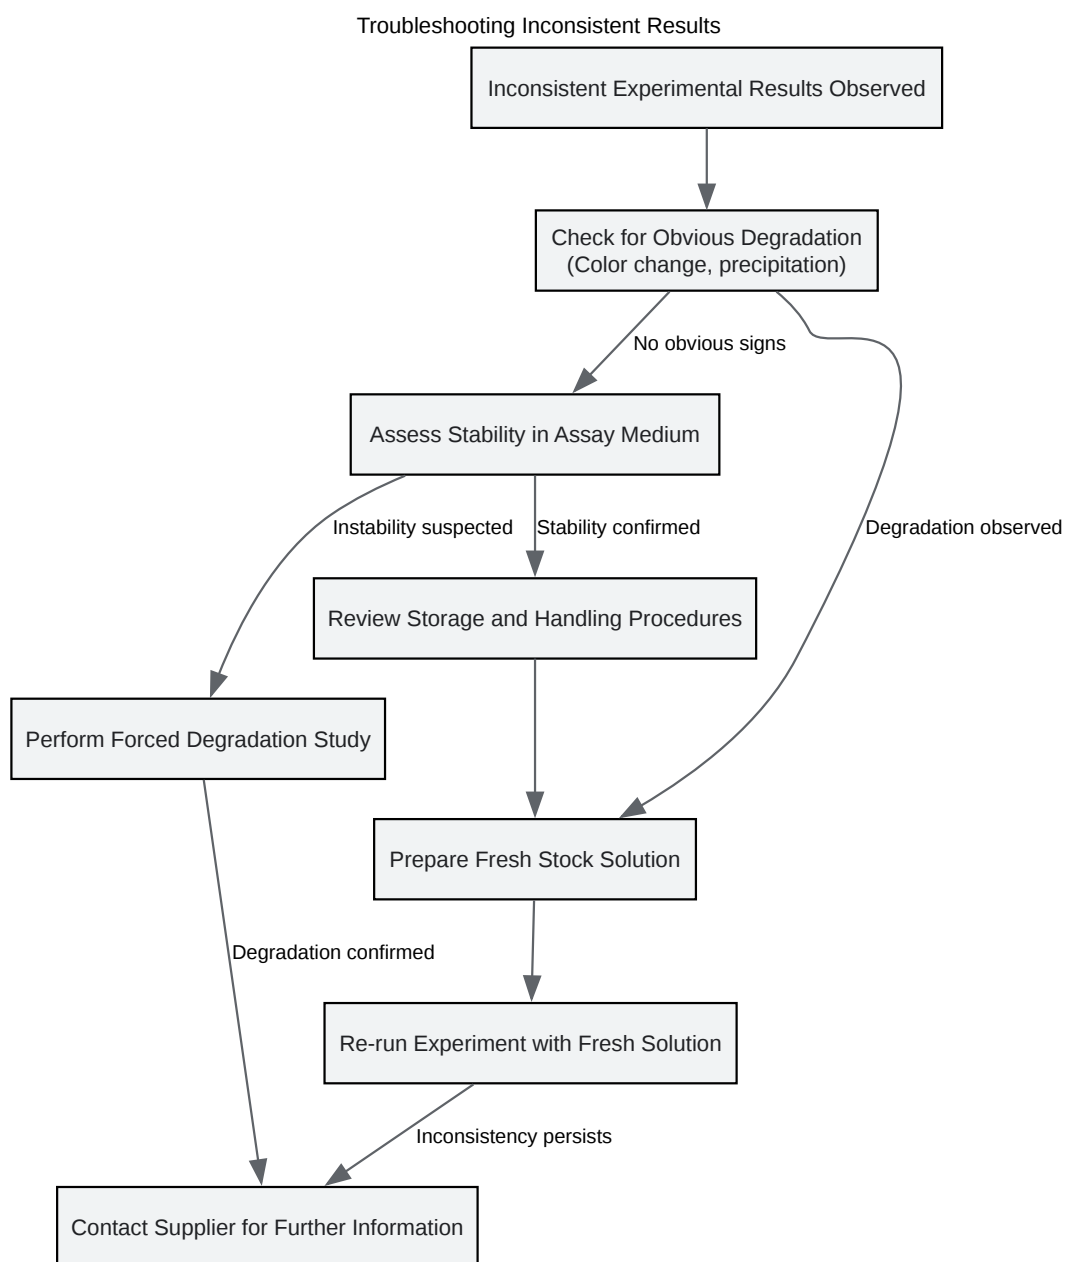 Troubleshooting Inconsistent Results
Inconsistent Experimental Results Observed
Check for Obvious Degradation
(Color change, precipitation)
No obvious signs
Assess Stability in Assay Medium
Instability suspected
Stability confirmed
Degradation observed
Review Storage and Handling Procedures
Perform Forced Degradation Study
Prepare Fresh Stock Solution
Degradation confirmed
Re-run Experiment with Fresh Solution
Inconsistency persists
Contact Supplier for Further Information